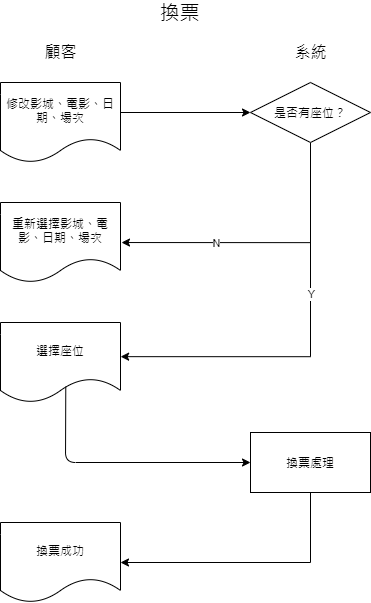 換票
顧客
系統
修改影城、電影、日
期、場次
是否有座位？
重新選擇影城、電
影、日期、場次
N
Y
選擇座位
換票處理
換票成功